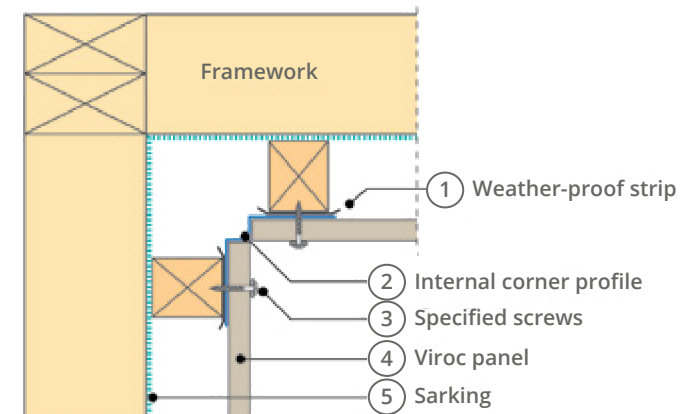 Framework
1 Weather-proof strip
2 Internal corner profile
3 Specified screws
4 Viroc panel
5 Sarking